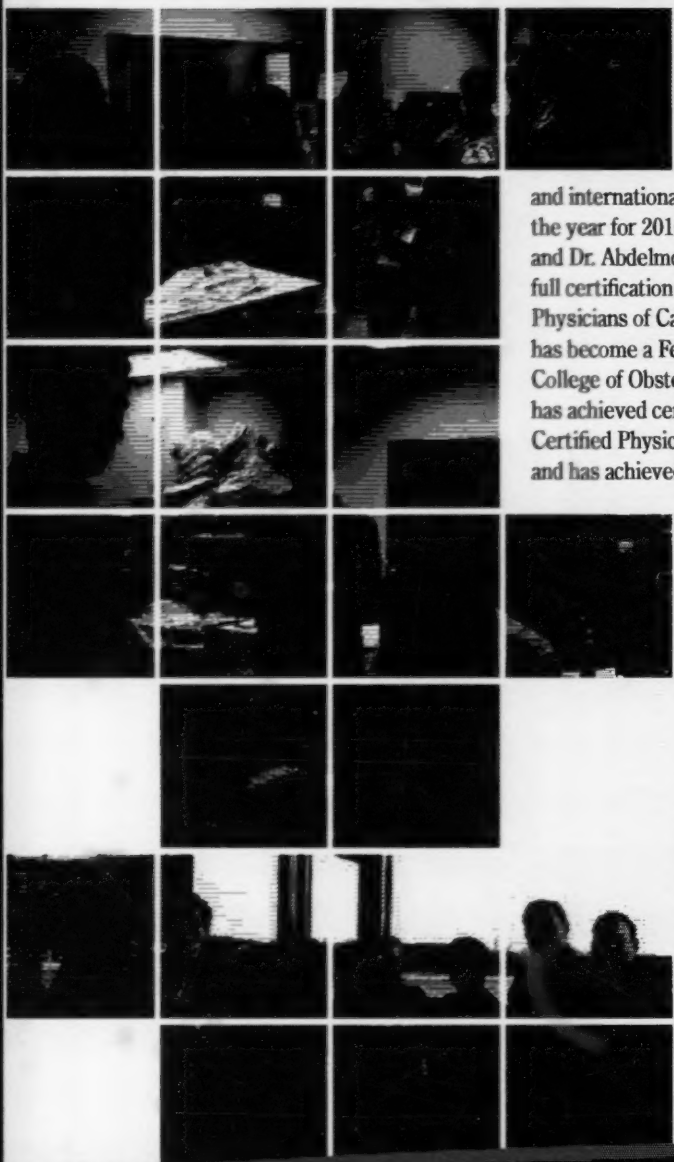 and internationa
the year for 201
and Dr. Abdelme
full certification
Physicians of Ca
has become a Fe
College of Obste
has achieved cer
Certified Physic
and has achieve